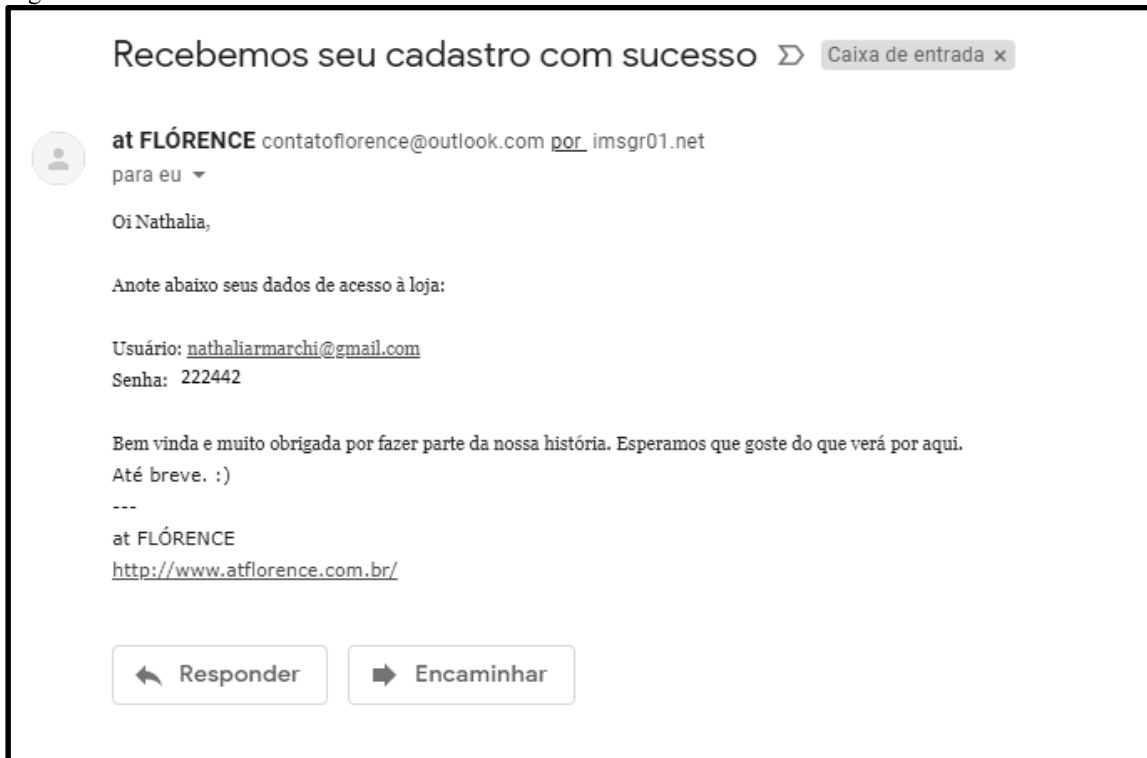 Recebemos seu cadastro com sucesso Caixa de entrada x
at FLÓRENCE contatoflorence@outlook.com por imsgr01.net
para eu
Oi Nathalia,
Anote abaixo seus dados de acesso à loja:
Usuário: nathaliarmarchi@gmail.com
Senha: 222442
Bem vinda e muito obrigada por fazer parte da nossa história. Esperamos que goste do que verá por aqui.
Até breve. :)
---
at FLÓRENCE
http://www.atflorence.com.br/
Responder Encaminhar